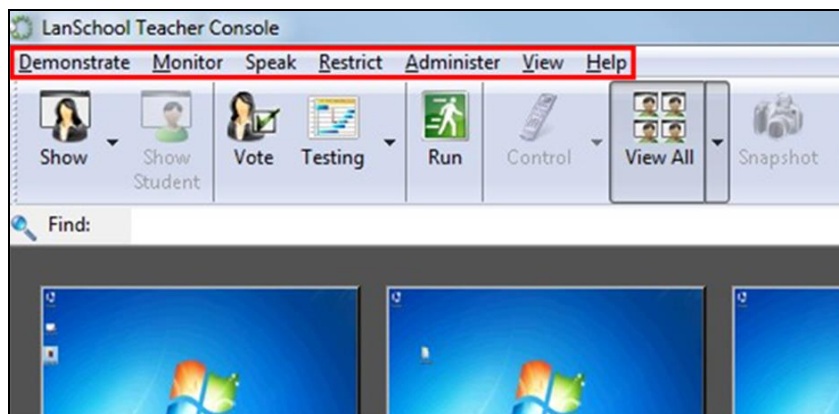 LanSchool Teacher Console
Demonstrate Monitor Speak Restrict Administer View Help
Show Show Student Vote Testing Run Control View All Snapshot
Find: